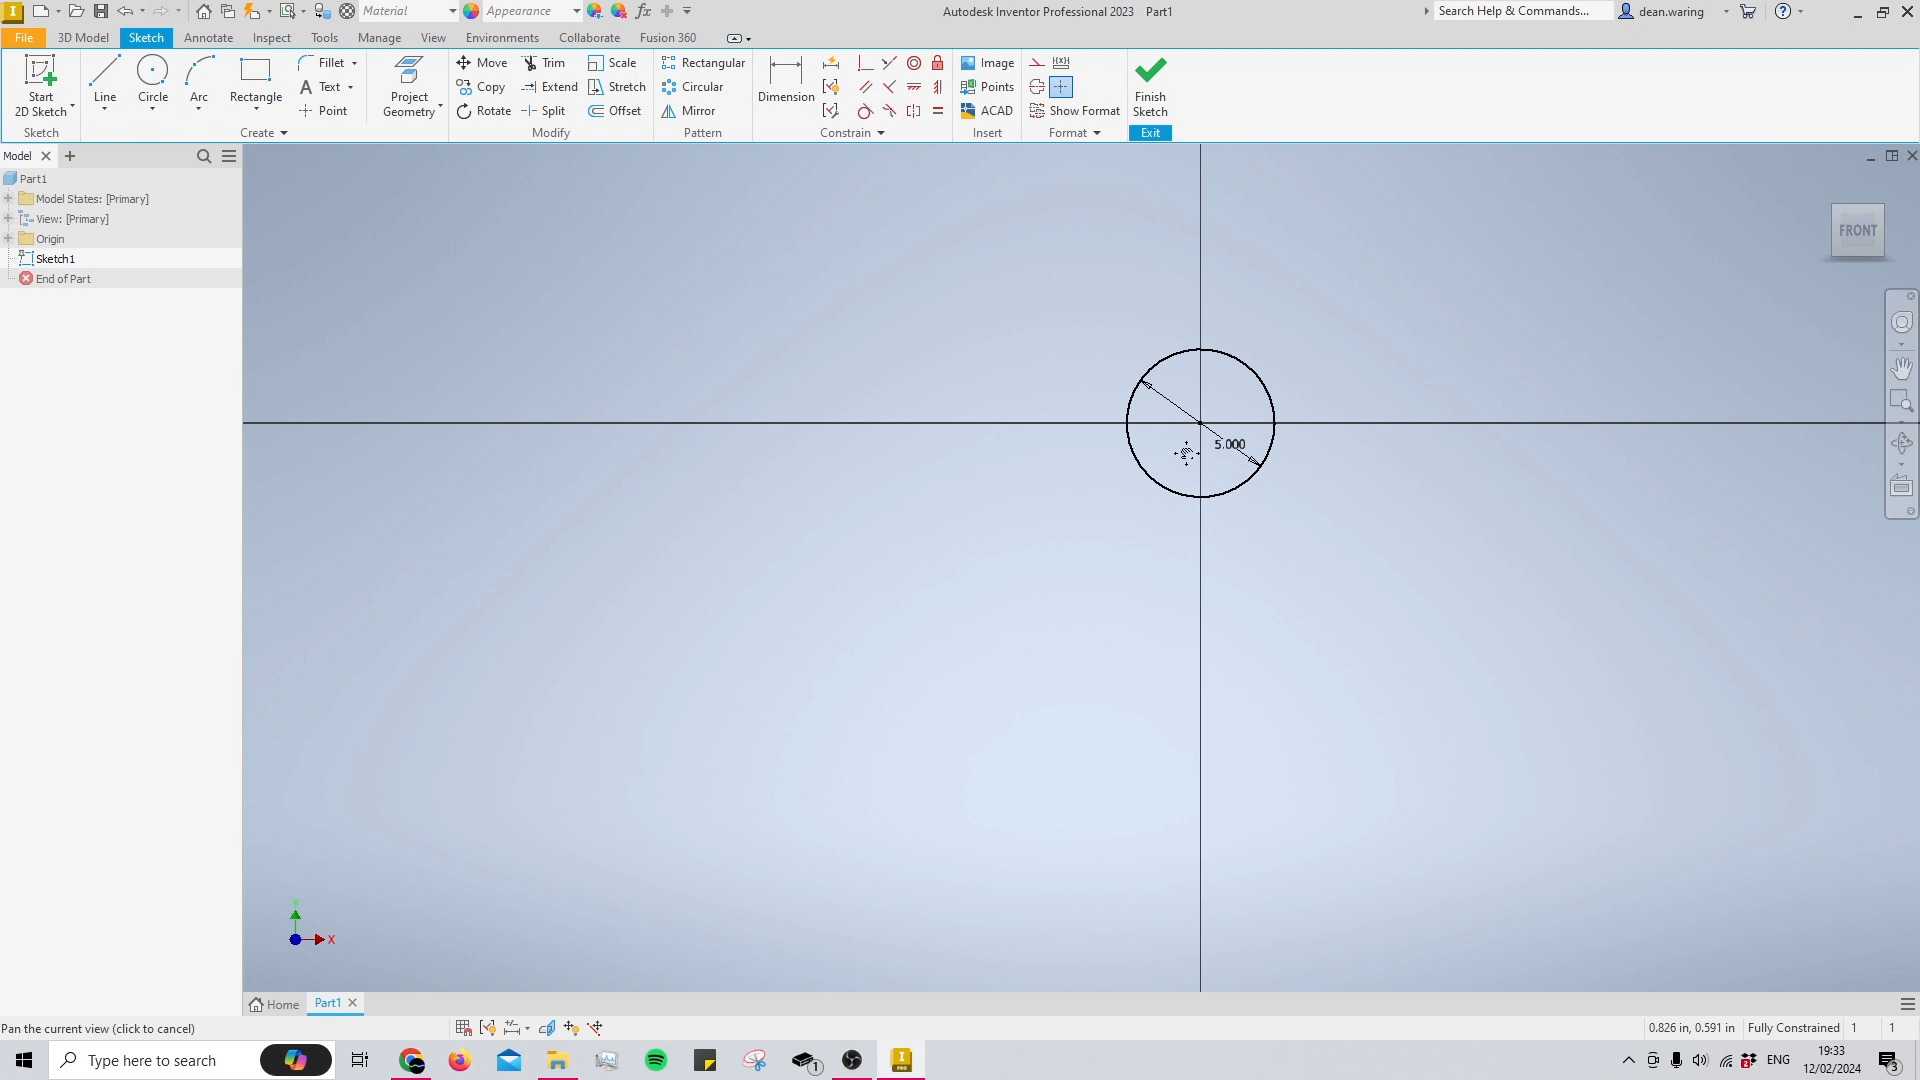 Material
Appearance
fx
Autodesk Inventor Professional 2023 Part1
Search Help & Commands...
dean.waring
File
3D Model
Sketch
Annotate
Inspect
Tools
Manage
View
Environments
Collaborate
Fusion 360
Start
2D Sketch
Line
Circle
Arc
Rectangle
Fillet
Text
Point
Project
Geometry
Move
Copy
Rotate
Trim
Extend
Split
Scale
Stretch
Offset
Rectangular
Circular
Mirror
Dimension
Image
Points
ACAD
Show Format
Finish
Sketch
Sketch
Create
Modify
Pattern
Constrain
Insert
Format
Exit
Model
Part1
Model States: [Primary]
View: [Primary]
Origin
Sketch1
End of Part
FRONT
5.000
Y
X
Home
Part1
Pan the current view (click to cancel)
0.826 in, 0.591 in
Fully Constrained
1
1
Type here to search
1
I
PRO
2
ENG
19:33
12/02/2024
3